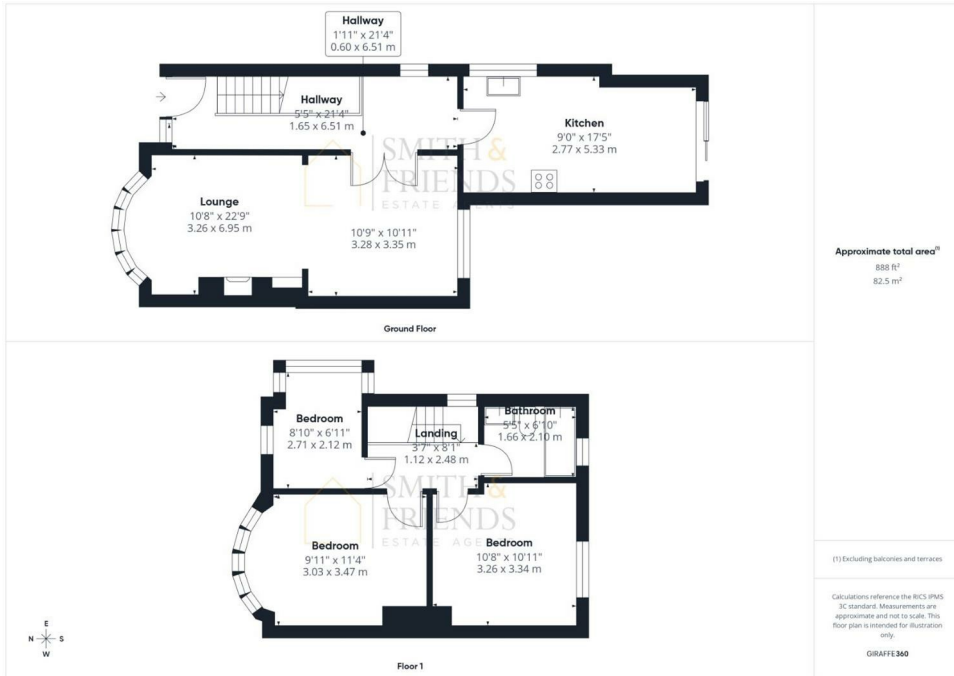 Hallway
1'11" x 21'4"
0.60 x 6.51 m
Hallway
5'5" x 21'4"
1.65 x 6.51 m
Kitchen
9'0" x 17'5"
2.77 x 5.33 m
SMITH &
FRIENDS
ESTATE AGENTS
Lounge
10'8" x 22'9"
3.26 x 6.95 m
10'9" x 10'11"
3.28 x 3.35 m
Ground Floor
Approximate total area(1)
888 ft²
82.5 m²
Bedroom
8'10" x 6'11"
2.71 x 2.12 m
Landing
3'7" x 8'1"
1.12 x 2.48 m
Bathroom
5'5" x 6'10"
1.66 x 2.10 m
SMITH &
FRIENDS
ESTATE AGE
Bedroom
9'11" x 11'4"
3.03 x 3.47 m
Bedroom
10'8" x 10'11"
3.26 x 3.34 m
E
N S
W
Floor 1
(1) Excluding balconies and terraces
Calculations reference the RICS IPMS
3C standard. Measurements are
approximate and not to scale. This
floor plan is intended for illustration
only.
GIRAFFE360